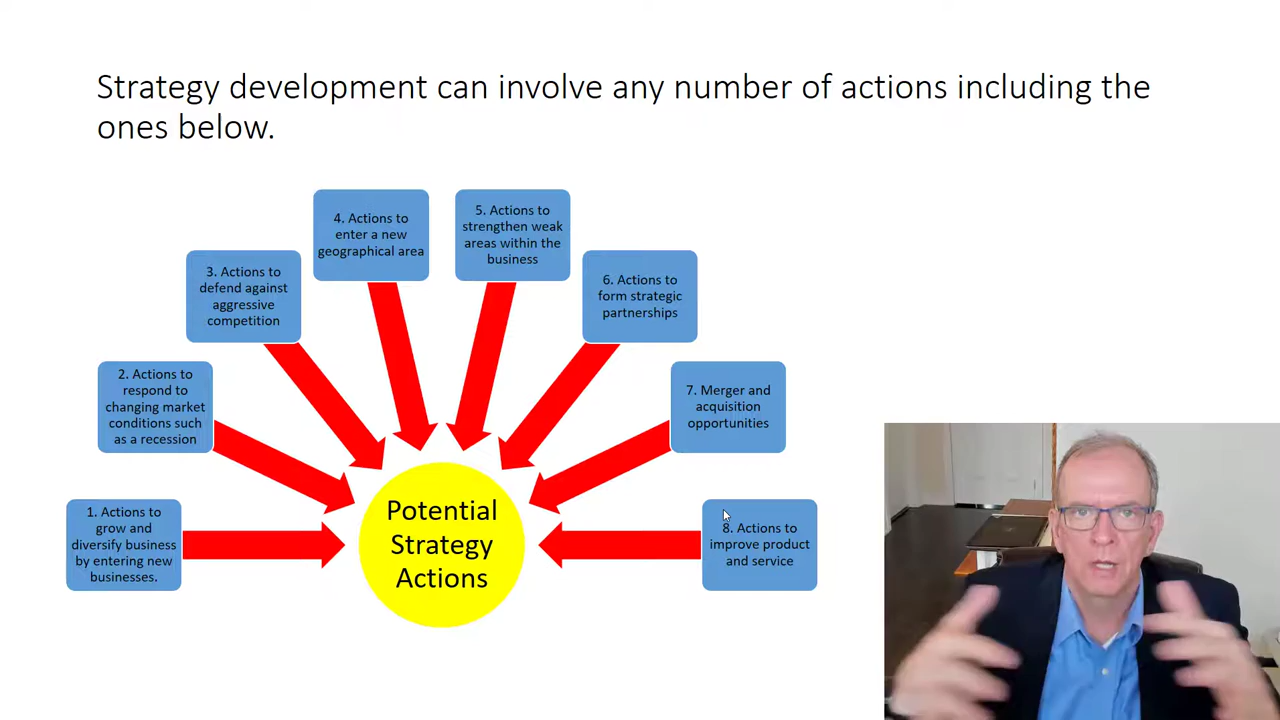 Strategy development can involve any number of actions including the
ones below.
1. Actions to
grow and
diversify business
by entering new
businesses.
2. Actions to
respond to
changing market
conditions such
as a recession
3. Actions to
defend against
aggressive
competition
4. Actions to
enter a new
geographical area
5. Actions to
strengthen weak
areas within the
business
6. Actions to
form strategic
partnerships
7. Merger and
acquisition
opportunities
8. Actions to
improve product
and service
Potential
Strategy
Actions